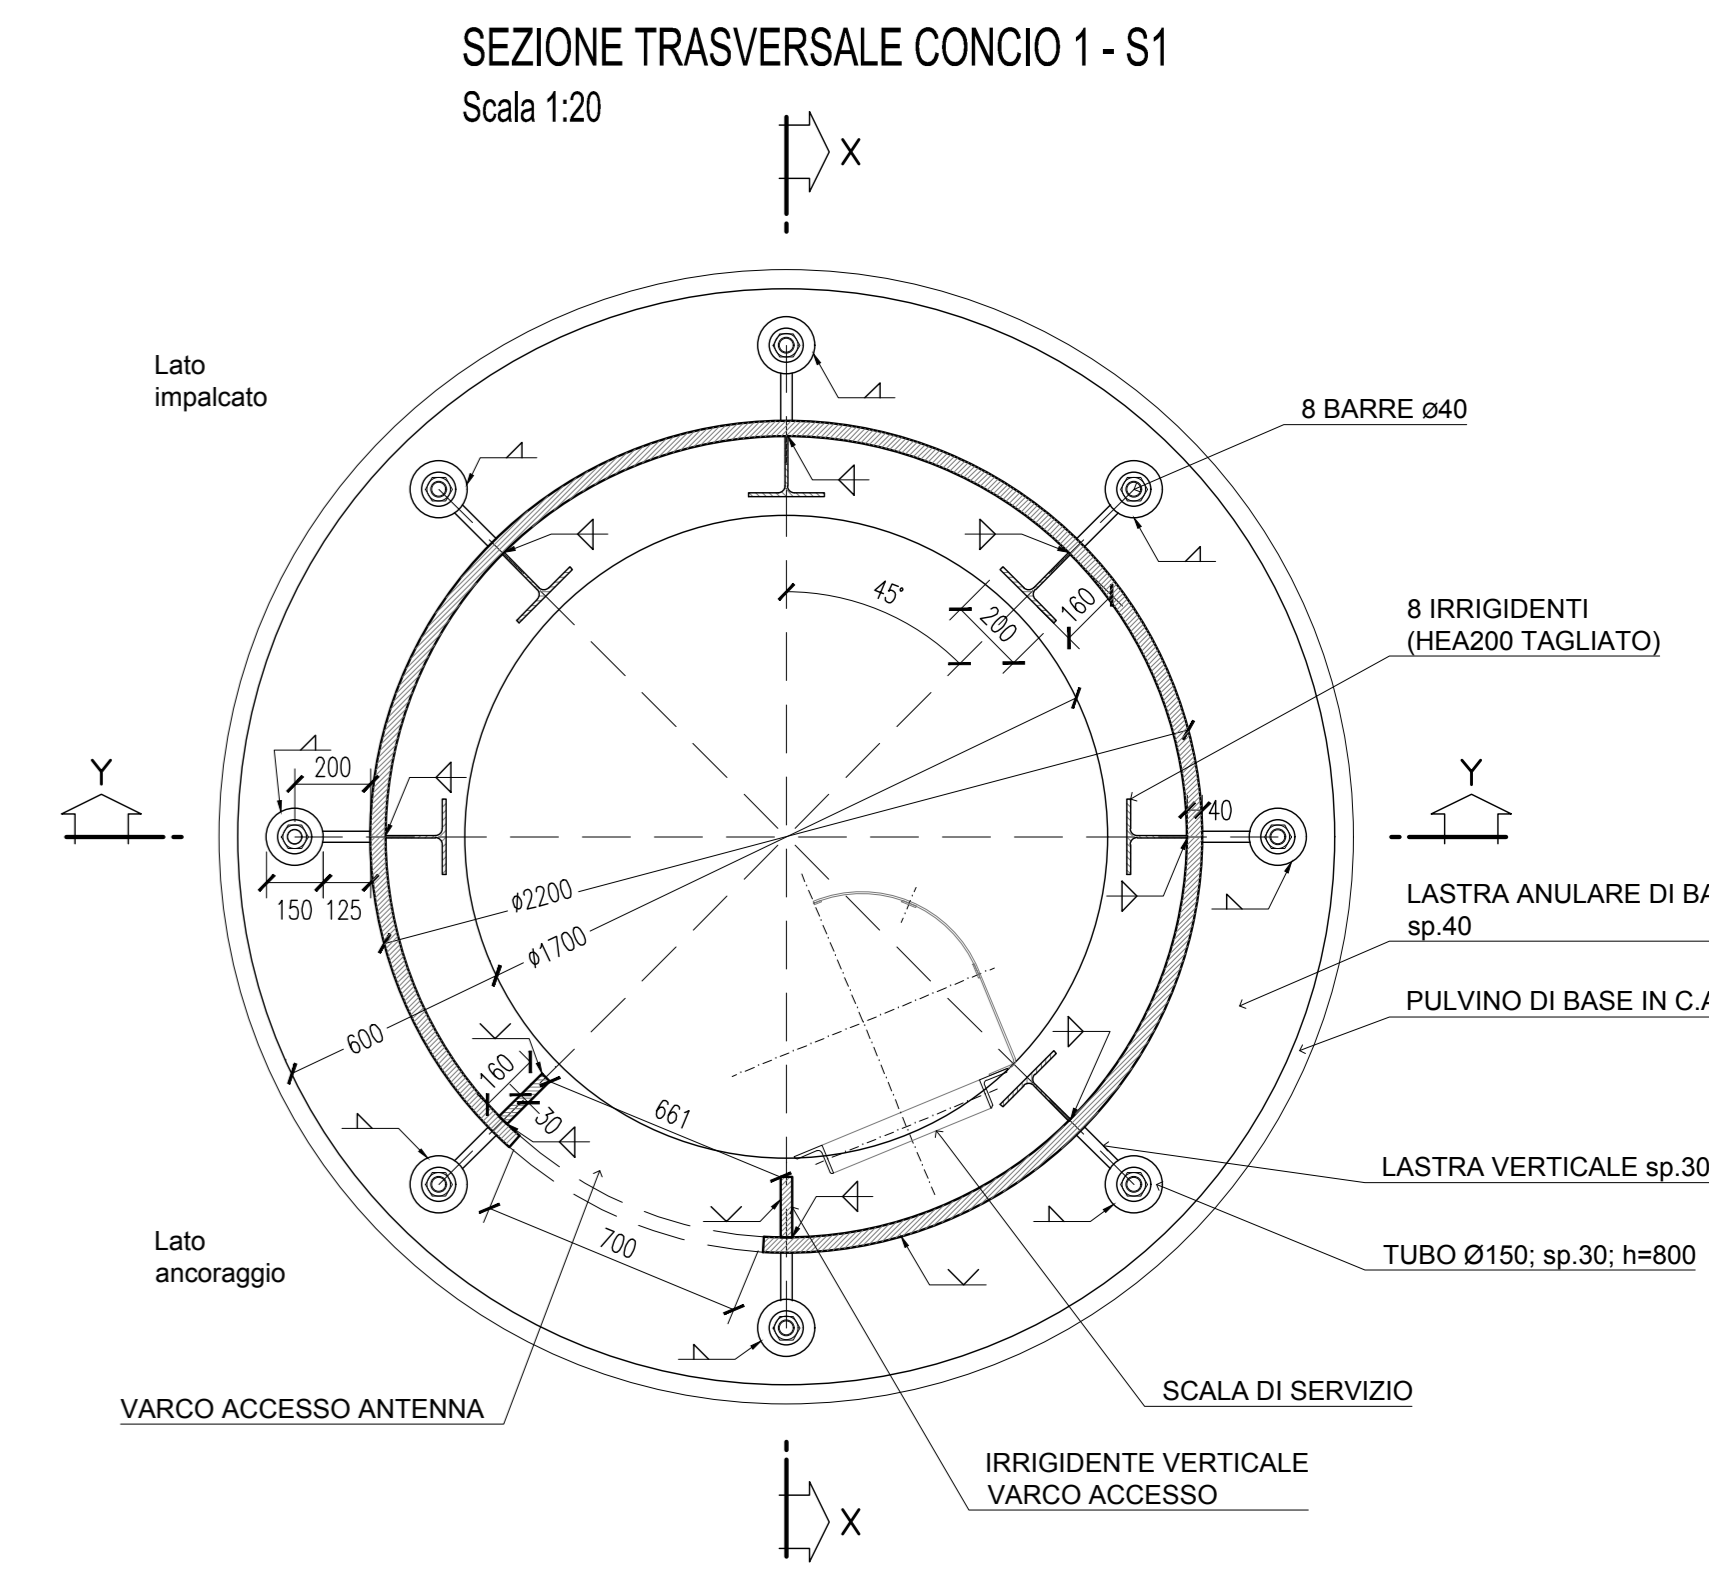 SEZIONE TRASVERSALE CONCIO 1 - S1
Scala 1:20
X
Lato
impalcato
8 BARRE ø40
45°
200
160
8 IRRIGIDENTI
(HEA200 TAGLIATO)
Y
200
40
Y
150
125
ø2200
ø1700
600
LASTRA ANULARE DI BA
sp.40
PULVINO DI BASE IN C.A
160
30
661
LASTRA VERTICALE sp.30
700
Lato
ancoraggio
TUBO Ø150; sp.30; h=800
VARCO ACCESSO ANTENNA
SCALA DI SERVIZIO
IRRIGIDENTE VERTICALE
VARCO ACCESSO
X